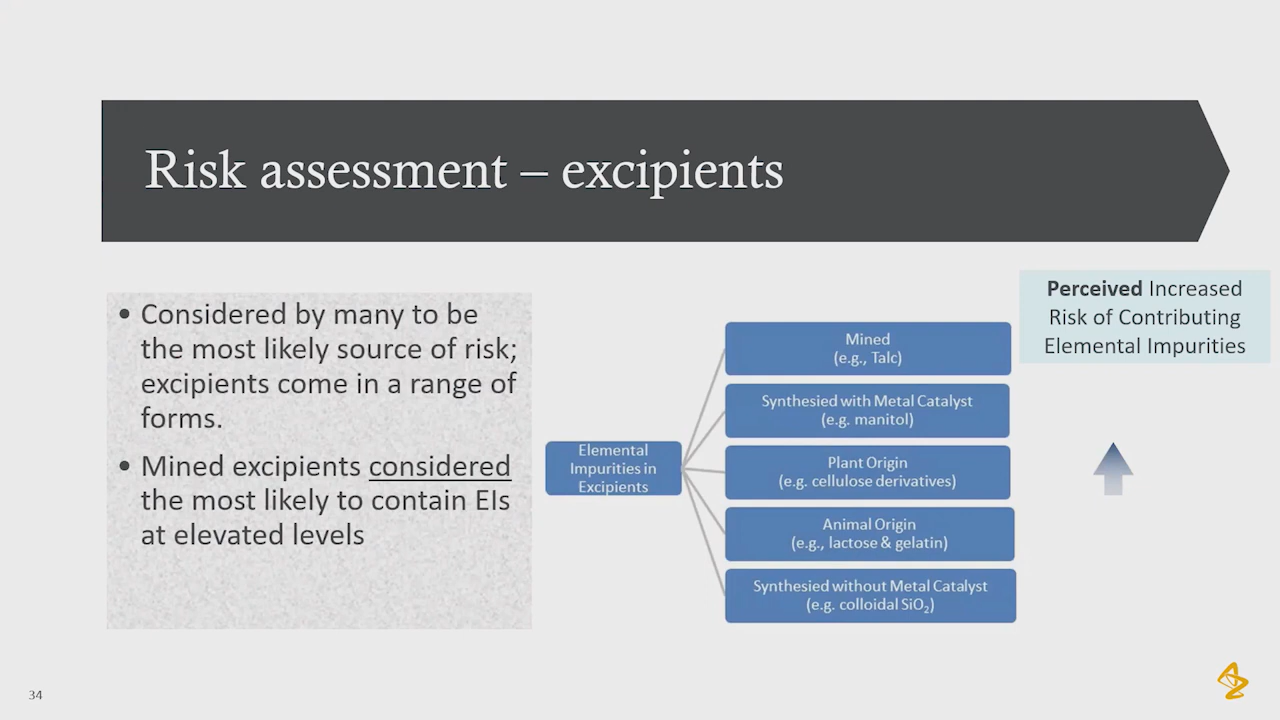 Risk assessment – excipients
• Considered by many to be
the most likely source of risk;
excipients come in a range of
forms.
• Mined excipients considered
the most likely to contain EIs
at elevated levels
Elemental
Impurities in
Excipients
Mined
(e.g., Talc)
Synthesied with Metal Catalyst
(e.g. manitol)
Plant Origin
(e.g. cellulose derivatives)
Animal Origin
(e.g., lactose & gelatin)
Synthesied without Metal Catalyst
(e.g. colloidal SiO₂)
Perceived Increased
Risk of Contributing
Elemental Impurities
34